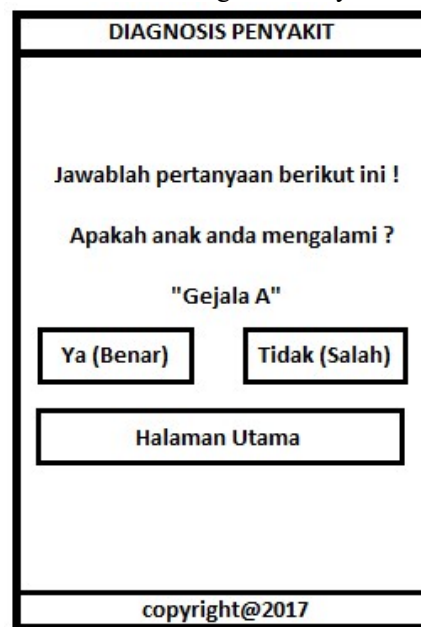 DIAGNOSIS PENYAKIT
Jawablah pertanyaan berikut ini !
Apakah anak anda mengalami ?
"Gejala A"
Ya (Benar)
Tidak (Salah)
Halaman Utama
copyright@2017